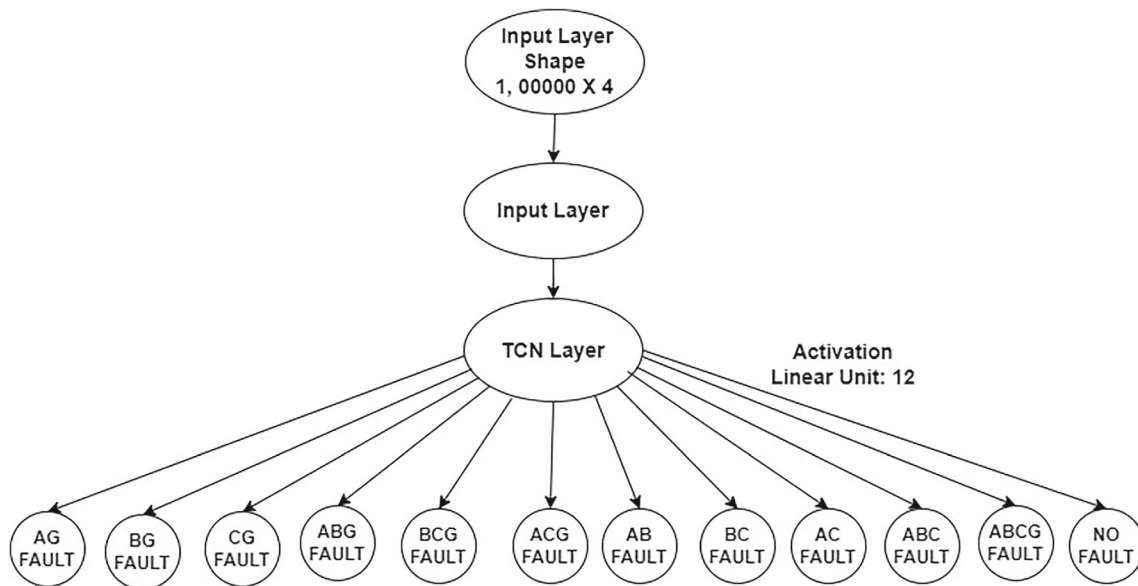 Input Layer
Shape
1, 00000 X 4
Input Layer
TCN Layer
Activation
Linear Unit: 12
AG
FAULT
BG
FAULT
CG
FAULT
ABG
FAULT
BCG
FAULT
ACG
FAULT
AB
FAULT
BC
FAULT
AC
FAULT
ABC
FAULT
ABCG
FAULT
NO
FAULT